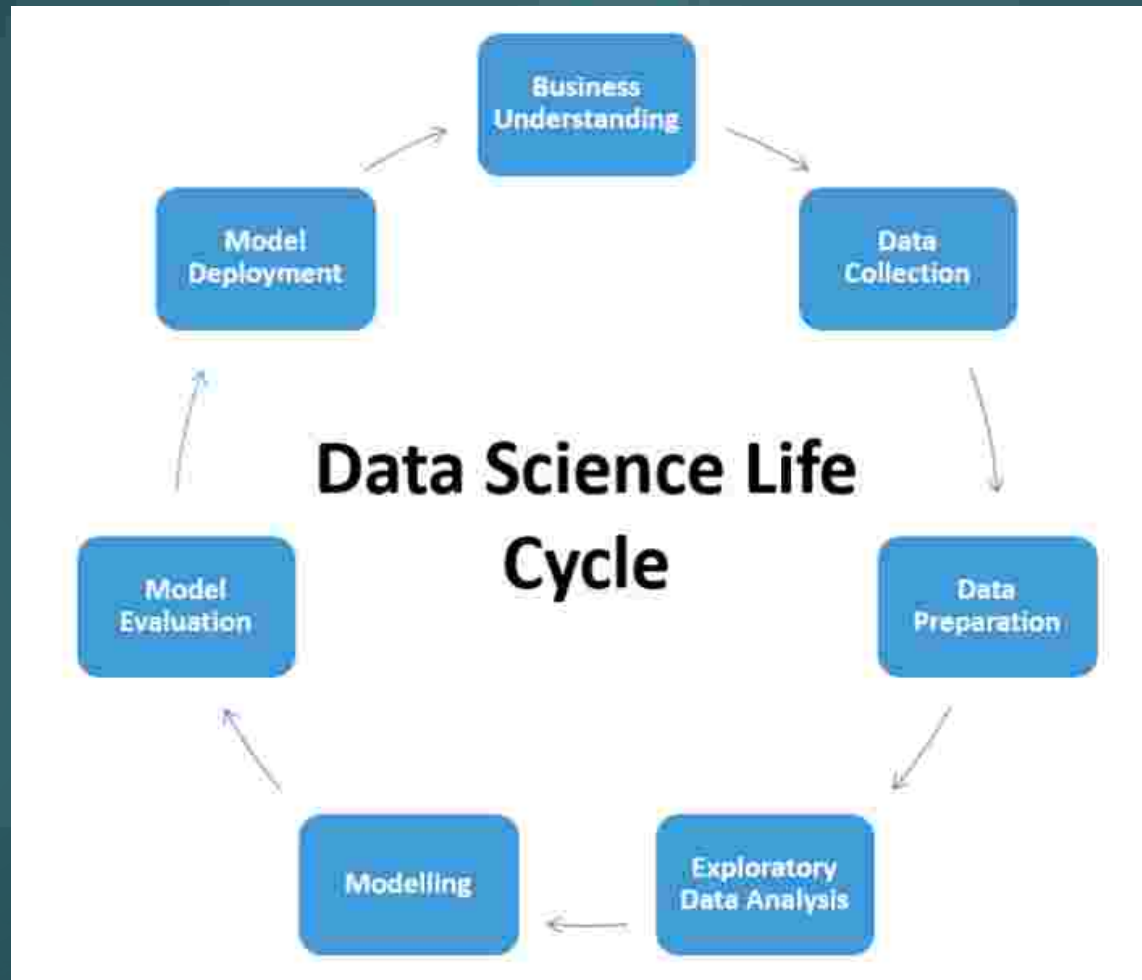 Business
Understanding
Data
Collection
Data
Preparation
Exploratory
Data Analysis
Modelling
Model
Evaluation
Model
Deployment
Data Science Life
Cycle